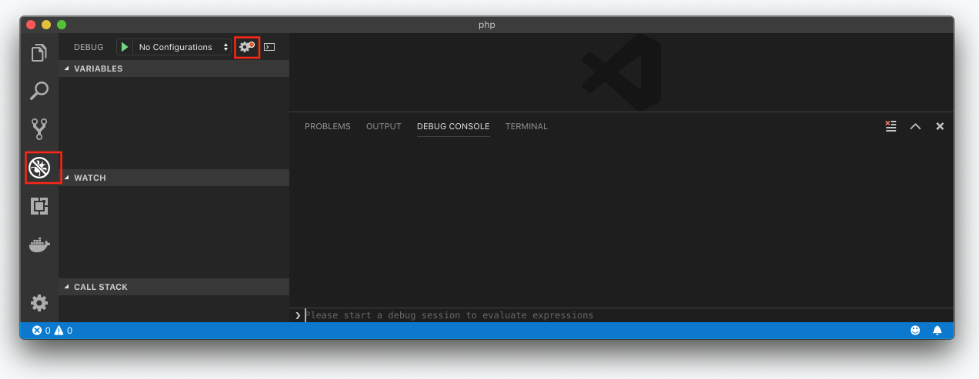 php
DEBUG No Configurations
VARIABLES
PROBLEMS OUTPUT DEBUG CONSOLE TERMINAL
WATCH
CALL STACK
Please start a debug session to evaluate expressions
0 0